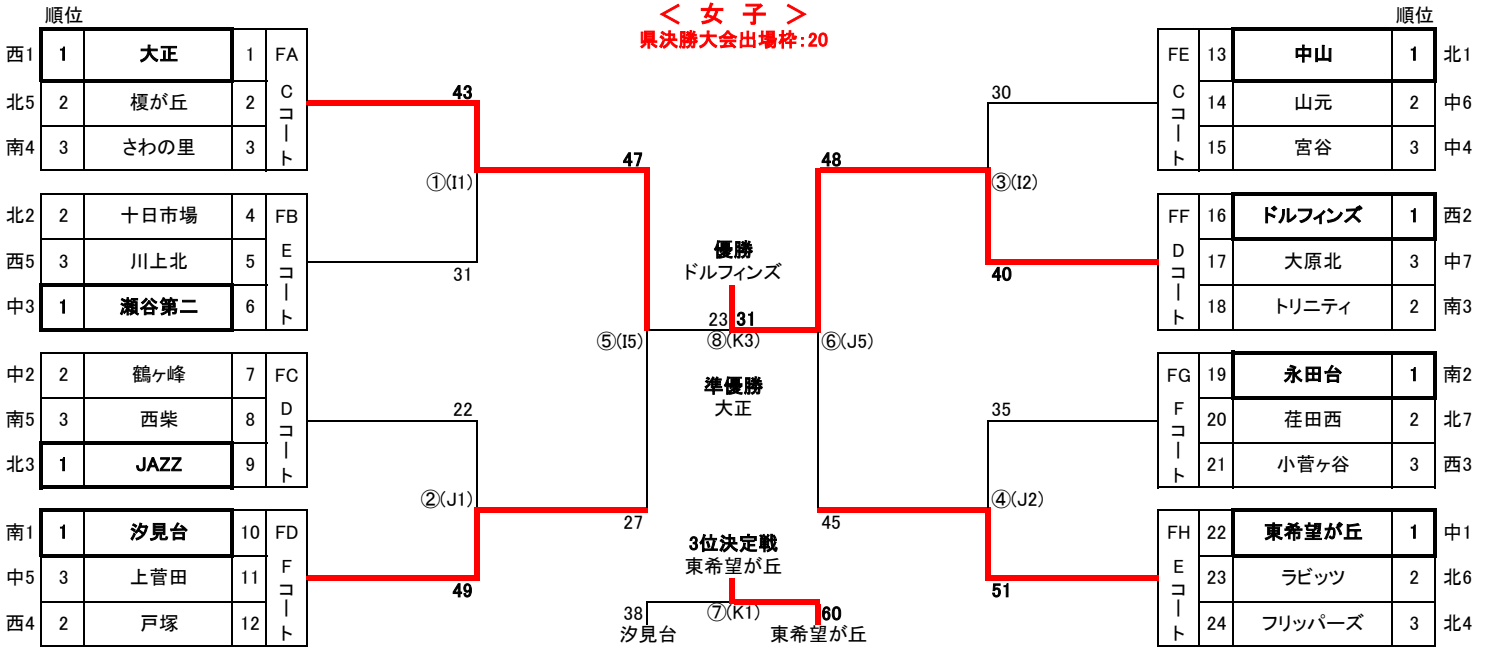 ＜ 女 子 ＞
県決勝大会出場枠：20
順位
西1 1 大正 1 FA
北5 2 榎が丘 2 Cコート
南4 3 さわの里 3
北2 2 十日市場 4 FB
西5 3 川上北 5 Eコート
中3 1 瀬谷第二 6
中2 2 鶴ヶ峰 7 FC
南5 3 西柴 8 Dコート
北3 1 JAZZ 9
南1 1 汐見台 10 FD
中5 3 上菅田 11 Fコート
西4 2 戸塚 12
43
①(I1)
31
22
②(J1)
49
47
⑤(I5)
27
優勝
ドルフィンズ
23 31
⑧(K3)
準優勝
大正
3位決定戦
東希望が丘
38 ⑦(K1) 60
汐見台 東希望が丘
48
⑥(J5)
45
30
③(I2)
40
35
④(J2)
51
順位
FE 13 中山 1 北1
Cコート 14 山元 2 中6
15 宮谷 3 中4
FF 16 ドルフィンズ 1 西2
Dコート 17 大原北 3 中7
18 トリニティ 2 南3
FG 19 永田台 1 南2
Fコート 20 荏田西 2 北7
21 小菅ヶ谷 3 西3
FH 22 東希望が丘 1 中1
Eコート 23 ラビッツ 2 北6
24 フリッパーズ 3 北4